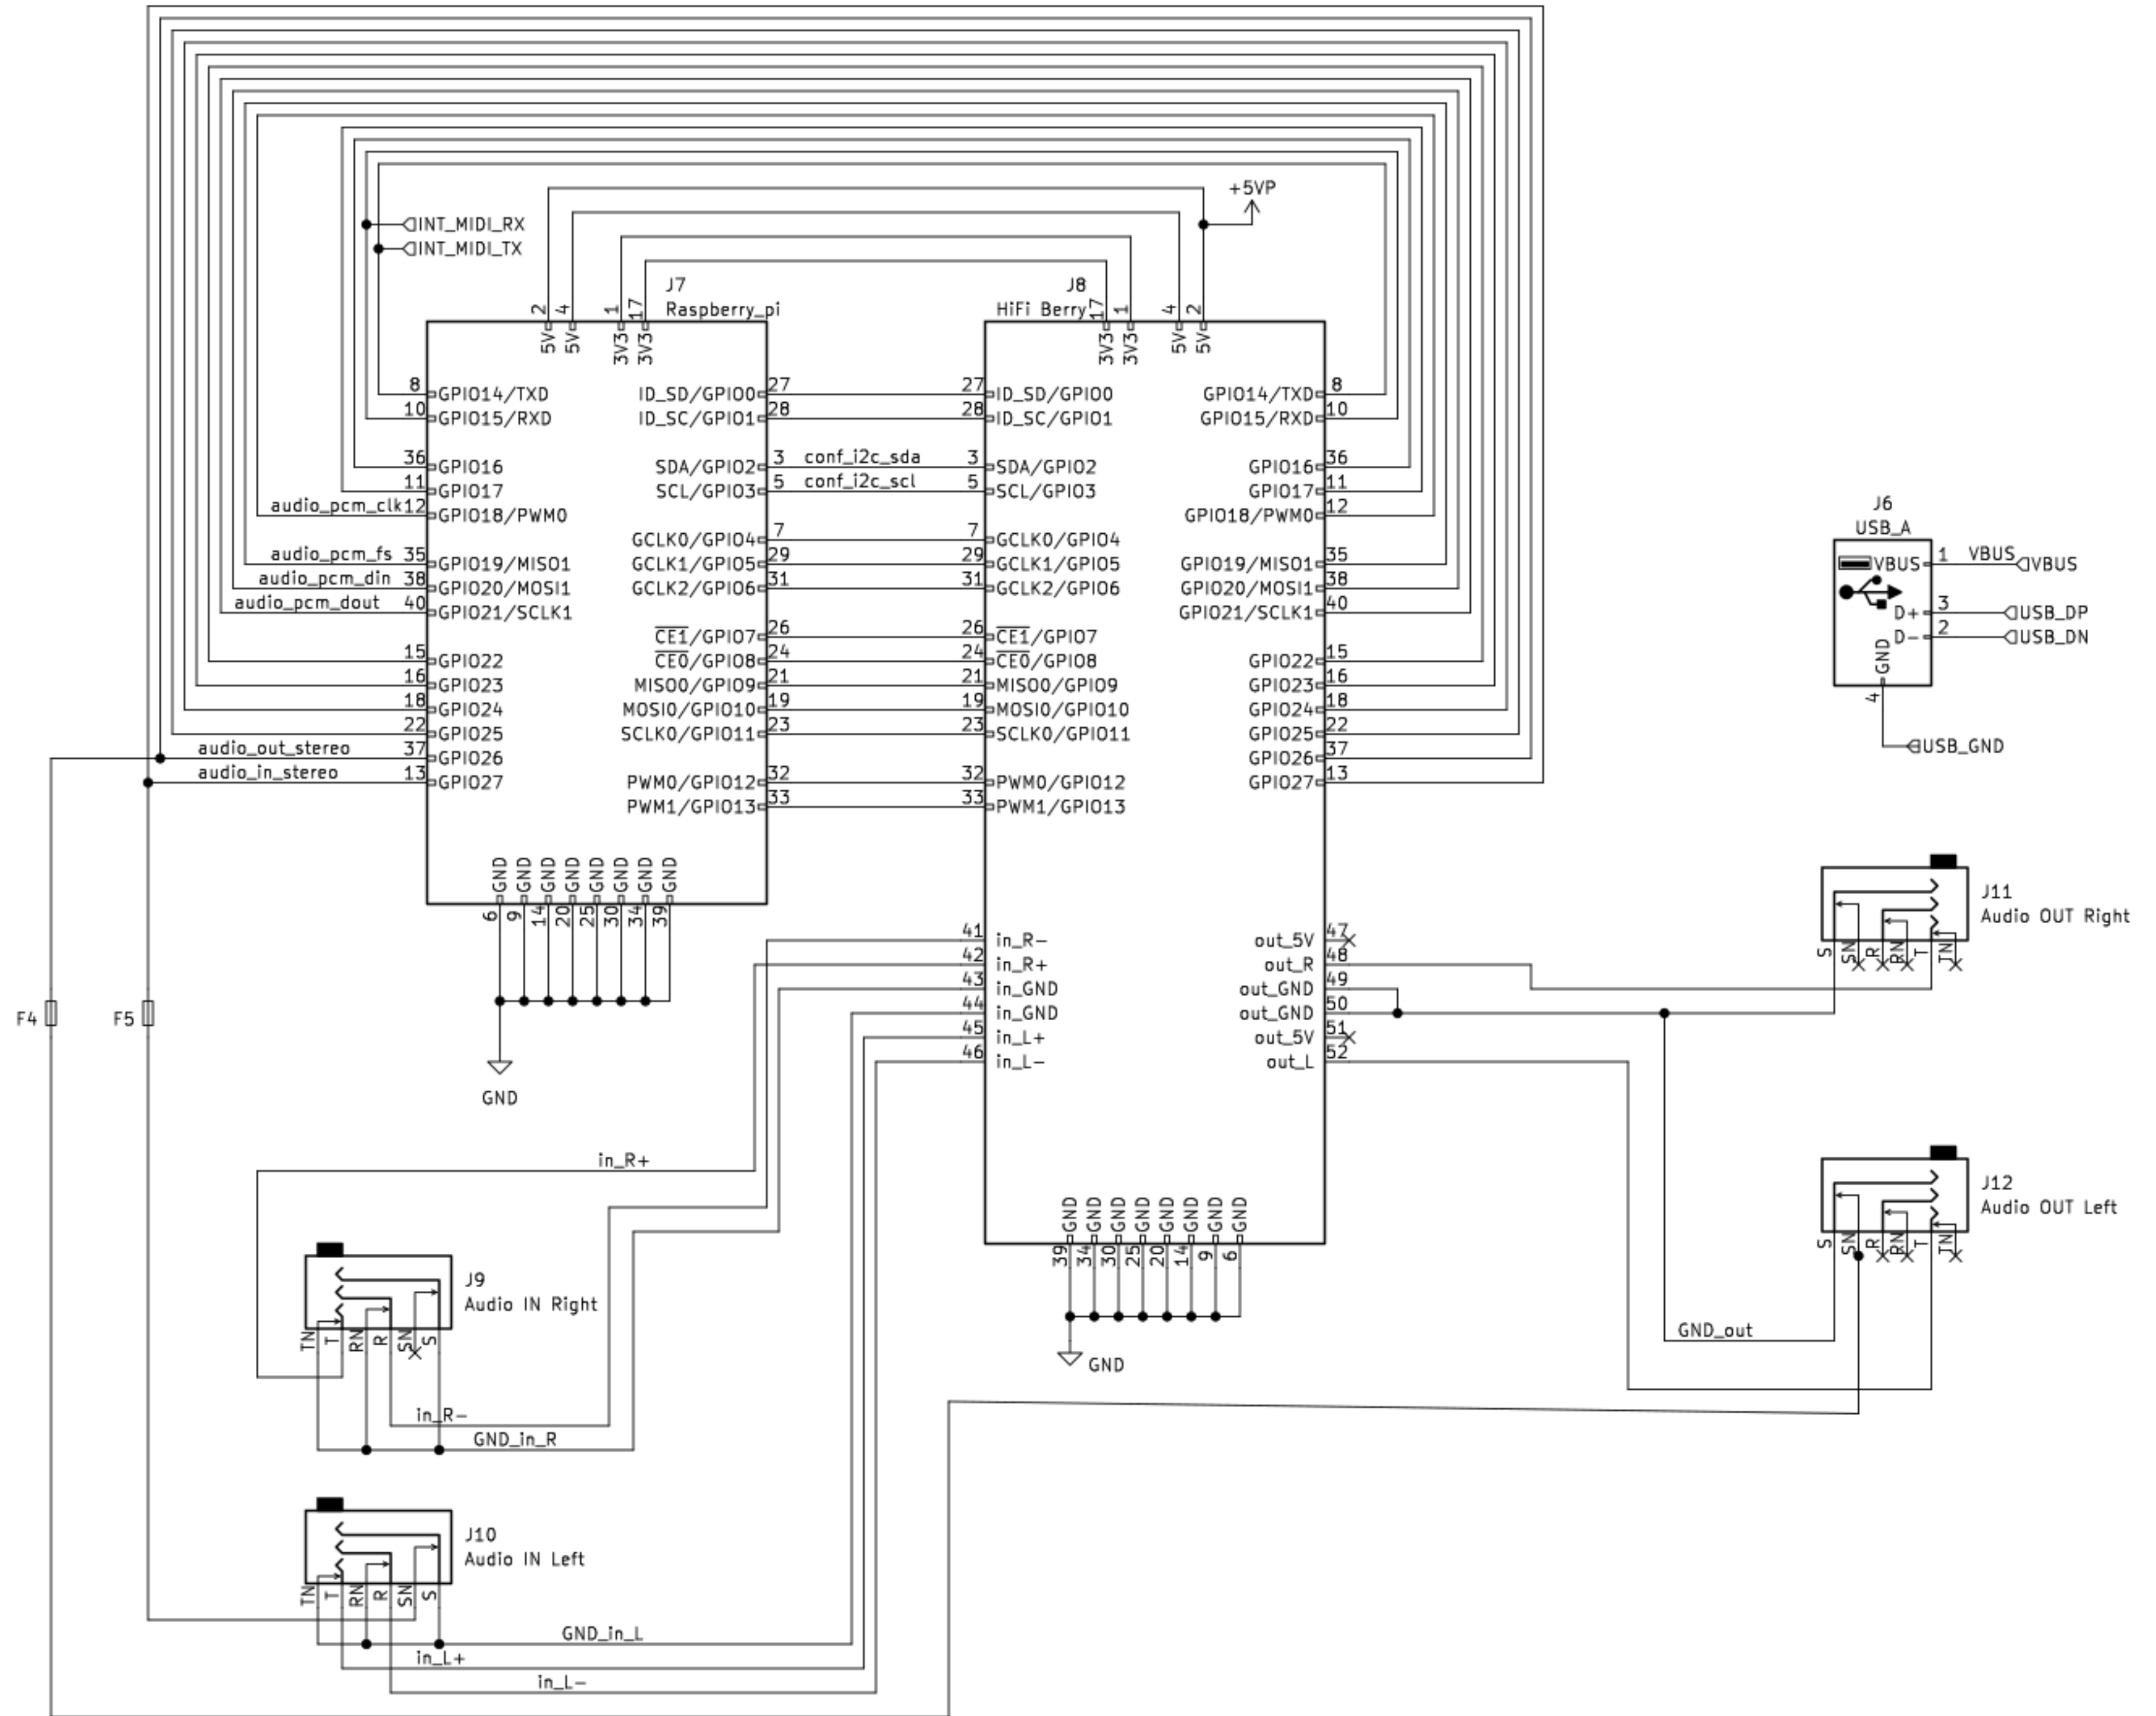 +5VP
INT_MIDI_RX
INT_MIDI_TX
J7
Raspberry_pi
J8
HiFi Berry
2 4 1 17
5V 5V 3V3 3V3
17 1 4 2
3V3 3V3 5V 5V
8 GPIO14/TXD ID_SD/GPIO0 27
10 GPIO15/RXD ID_SC/GPIO1 28
36 GPIO16 SDA/GPIO2 3 conf_i2c_sda
11 GPIO17 SCL/GPIO3 5 conf_i2c_scl
audio_pcm_clk 12 GPIO18/PWM0
GCLK0/GPIO4 7
audio_pcm_fs 35 GPIO19/MISO1 GCLK1/GPIO5 29
audio_pcm_din 38 GPIO20/MOSI1 GCLK2/GPIO6 31
audio_pcm_dout 40 GPIO21/SCLK1
CE1/GPIO7 26
15 GPIO22 CE0/GPIO8 24
16 GPIO23 MISO0/GPIO9 21
18 GPIO24 MOSI0/GPIO10 19
22 GPIO25 SCLK0/GPIO11 23
audio_out_stereo 37 GPIO26
audio_in_stereo 13 GPIO27 PWM0/GPIO12 32
PWM1/GPIO13 33
GND GND GND GND GND GND GND GND
6 9 14 20 25 30 34 39
GND
27 ID_SD/GPIO0 GPIO14/TXD 8
28 ID_SC/GPIO1 GPIO15/RXD 10
3 SDA/GPIO2 GPIO16 36
5 SCL/GPIO3 GPIO17 11
GPIO18/PWM0 12
7 GCLK0/GPIO4
29 GCLK1/GPIO5 GPIO19/MISO1 35
31 GCLK2/GPIO6 GPIO20/MOSI1 38
GPIO21/SCLK1 40
26 CE1/GPIO7
24 CE0/GPIO8 GPIO22 15
21 MISO0/GPIO9 GPIO23 16
19 MOSI0/GPIO10 GPIO24 18
23 SCLK0/GPIO11 GPIO25 22
GPIO26 37
32 PWM0/GPIO12 GPIO27 13
33 PWM1/GPIO13
41 in_R- out_5V 47
42 in_R+ out_R 48
43 in_GND out_GND 49
44 in_GND out_GND 50
45 in_L+ out_5V 51
46 in_L- out_L 52
GND GND GND GND GND GND GND GND
39 34 30 25 20 14 9 6
GND
J6
USB_A
VBUS 1 VBUS VBUS
D+ 3 USB_DP
D- 2 USB_DN
GND
4
USB_GND
J11
Audio OUT Right
S SN R RN T TN
J12
Audio OUT Left
S SN R RN T TN
GND_out
F4
F5
in_R+
J9
Audio IN Right
TN T RN R SN S
in_R-
GND_in_R
J10
Audio IN Left
TN T RN R SN S
GND_in_L
in_L+
in_L-